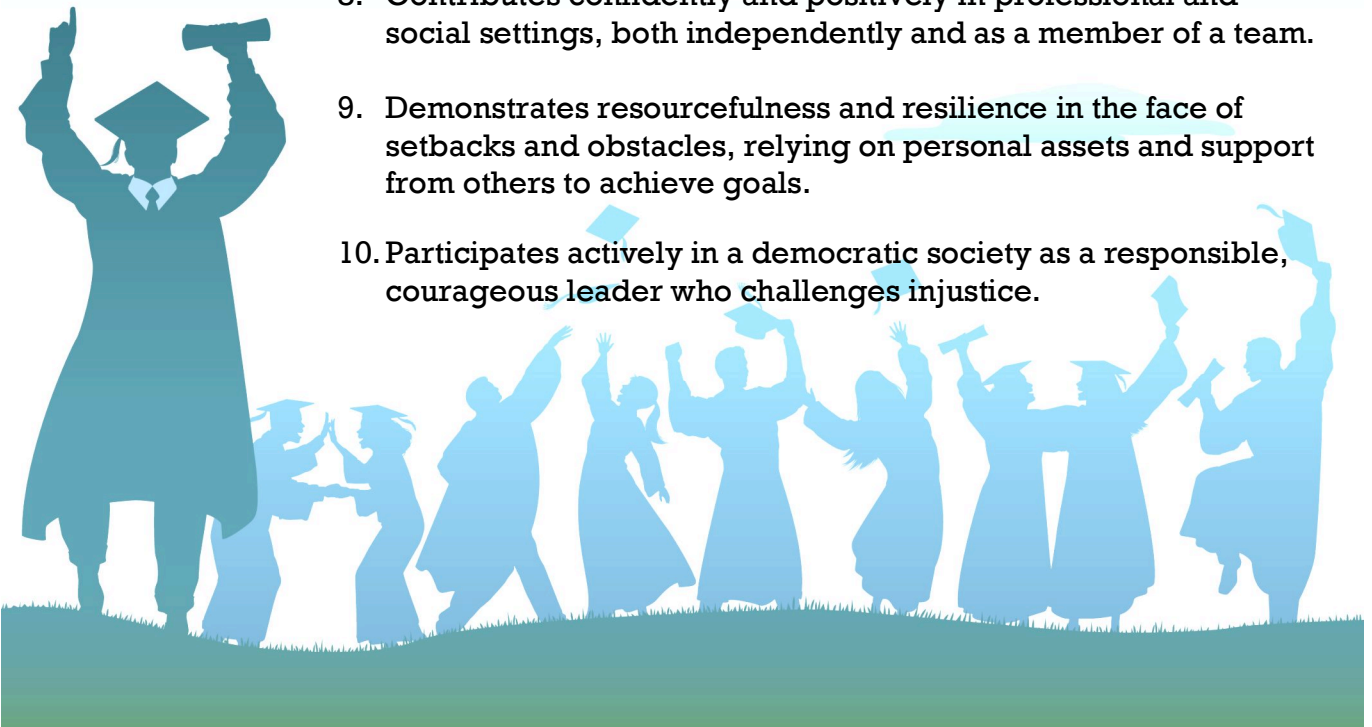 8. Contributes confidently and positively in professional and
social settings, both independently and as a member of a team.
9. Demonstrates resourcefulness and resilience in the face of
setbacks and obstacles, relying on personal assets and support
from others to achieve goals.
10. Participates actively in a democratic society as a responsible,
courageous leader who challenges injustice.